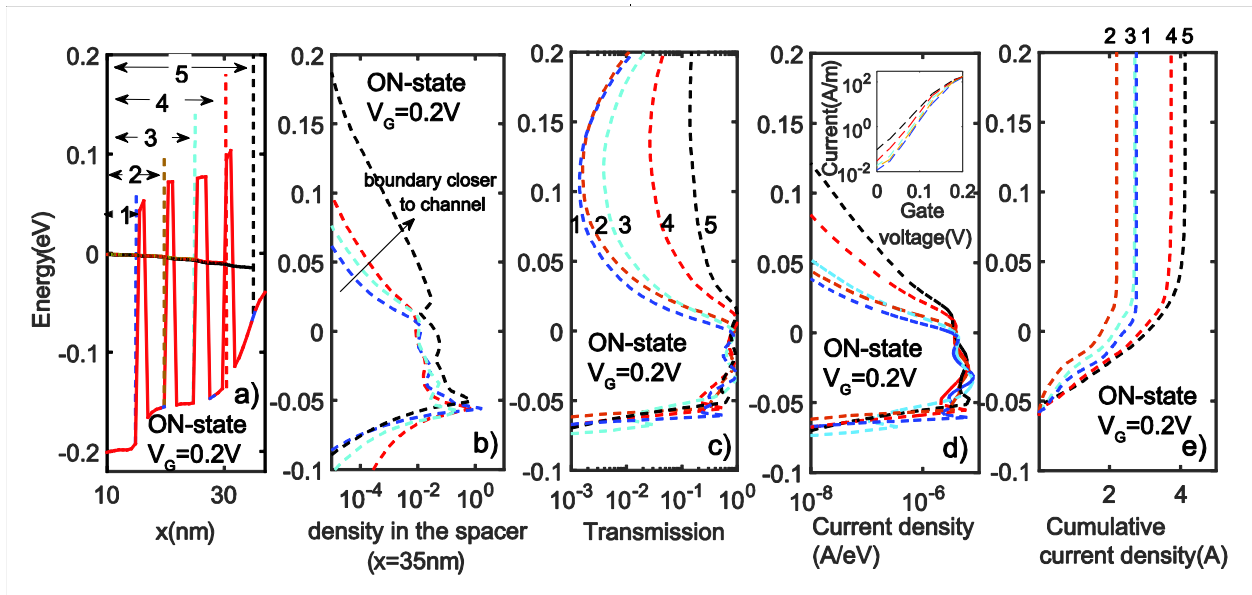 0.2
0.1
0
-0.1
-0.2
Energy(eV)
10
30
x(nm)
5
4
3
2
1
a)
ON-state
V_G=0.2V
0.2
0.15
0.1
0.05
0
-0.05
-0.1
ON-state
V_G=0.2V
boundary closer
to channel
b)
10^-4
10^-2
10^0
density in the spacer
(x=35nm)
0.2
0.15
0.1
0.05
0
-0.05
-0.1
1
2
3
4
5
ON-state
V_G=0.2V
c)
10^-3
10^-2
10^-1
10^0
Transmission
0.2
0.15
0.1
0.05
0
-0.05
-0.1
Current(A/m)
10^2
10^0
10^-2
0
0.1
0.2
Gate
voltage(V)
ON-state
V_G=0.2V
d)
10^-8
10^-6
Current density
(A/eV)
2 3 1 4 5
0.2
0.15
0.1
0.05
0
-0.05
-0.1
ON-state
V_G=0.2V
e)
2
4
Cumulative
current density(A)